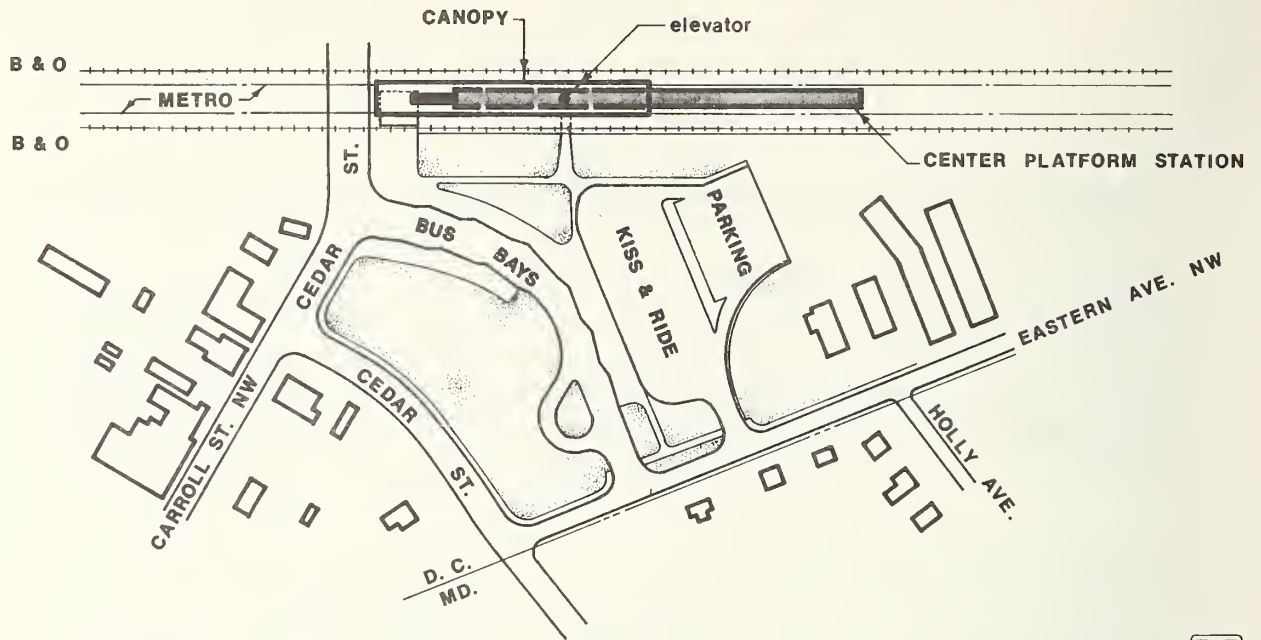 CANOPY
elevator
B & O
METRO
B & O
CENTER PLATFORM STATION
ST.
CEDAR
BUS
BAYS
KISS & RIDE
PARKING
EASTERN AVE. NW
HOLLY
AVE.
CEDAR
ST.
CARROLL ST. NW
D. C.
MD.